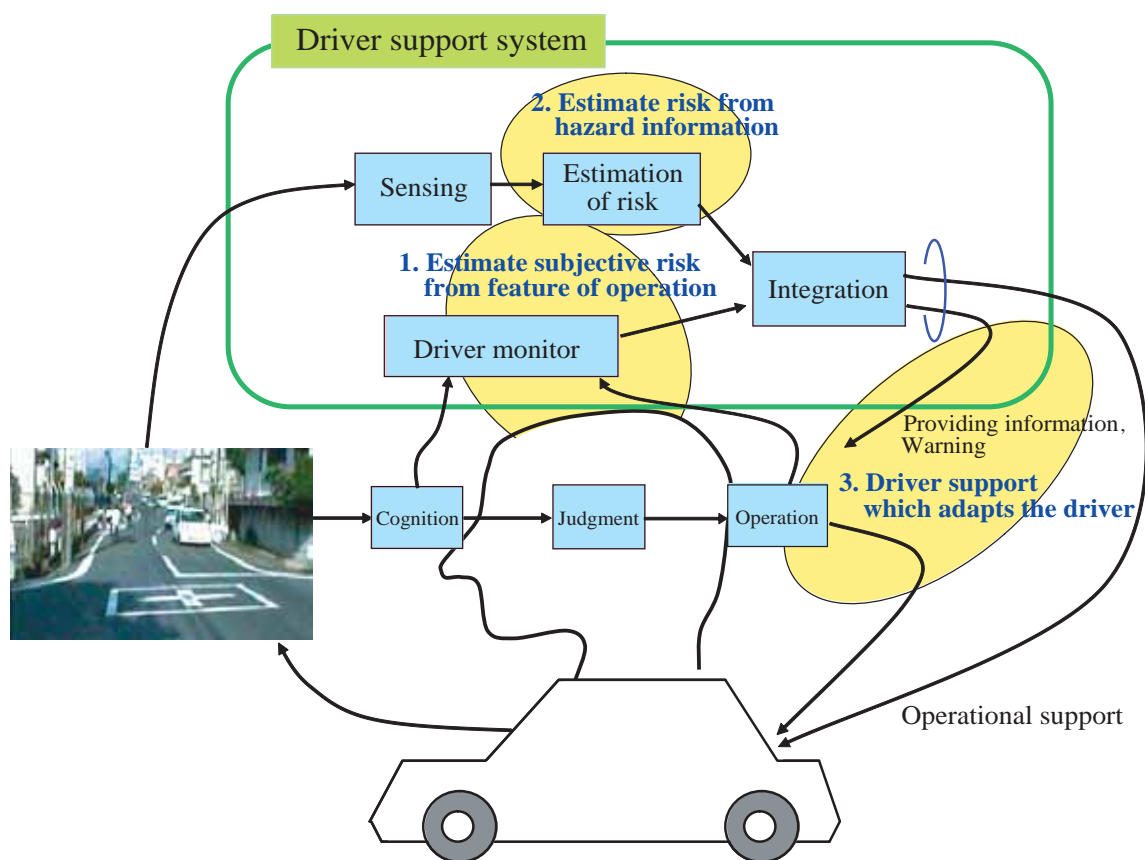 Driver support system
2. Estimate risk from
hazard information
Sensing
Estimation
of risk
1. Estimate subjective risk
from feature of operation
Integration
Driver monitor
Providing information,
Warning
3. Driver support
which adapts the driver
Cognition
Judgment
Operation
Operational support